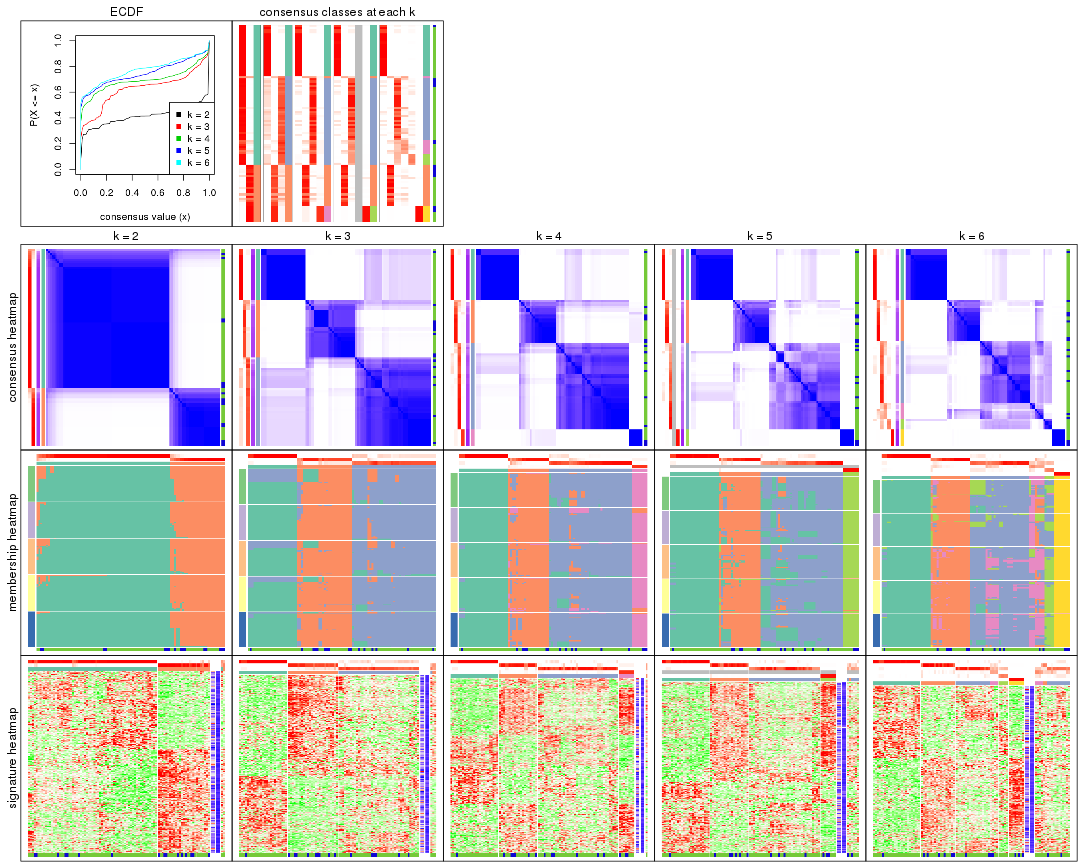 ECDF
consensus classes at each k
P(X <= x)
0.0 0.2 0.4 0.6 0.8 1.0
k = 2
k = 3
k = 4
k = 5
k = 6
0.0 0.2 0.4 0.6 0.8 1.0
consensus value (x)
k = 2 k = 3 k = 4 k = 5 k = 6
consensus heatmap
membership heatmap
signature heatmap